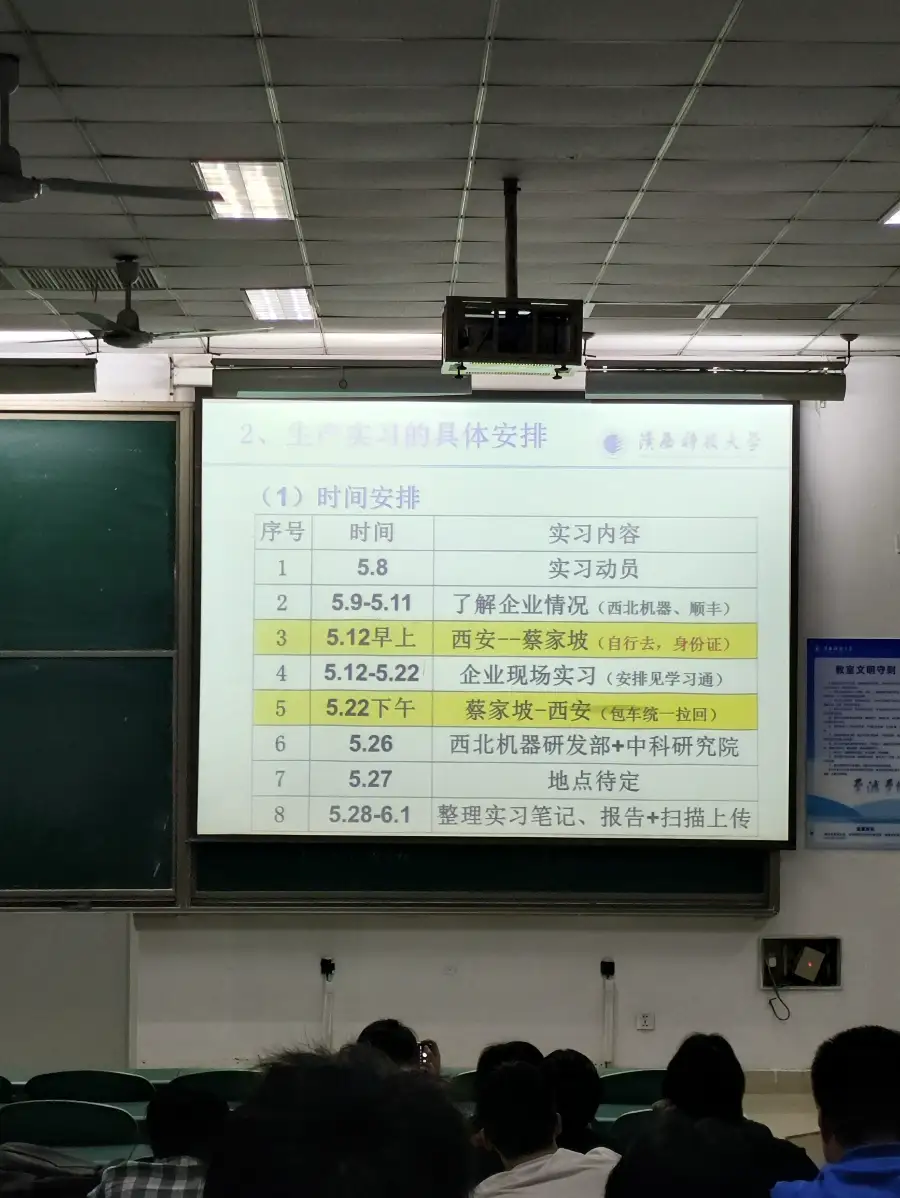 2、生产实习的具体安排
陕西科技大学
（1）时间安排
序号 时间 实习内容
1 5.8 实习动员
2 5.9-5.11 了解企业情况（西北机器、顺丰）
3 5.12早上 西安--蔡家坡（自行去，身份证）
4 5.12-5.22 企业现场实习（安排见学习通）
5 5.22下午 蔡家坡-西安（包车统一拉回）
6 5.26 西北机器研发部+中科研究院
7 5.27 地点待定
8 5.28-6.1 整理实习笔记、报告+扫描上传
教室文明守则